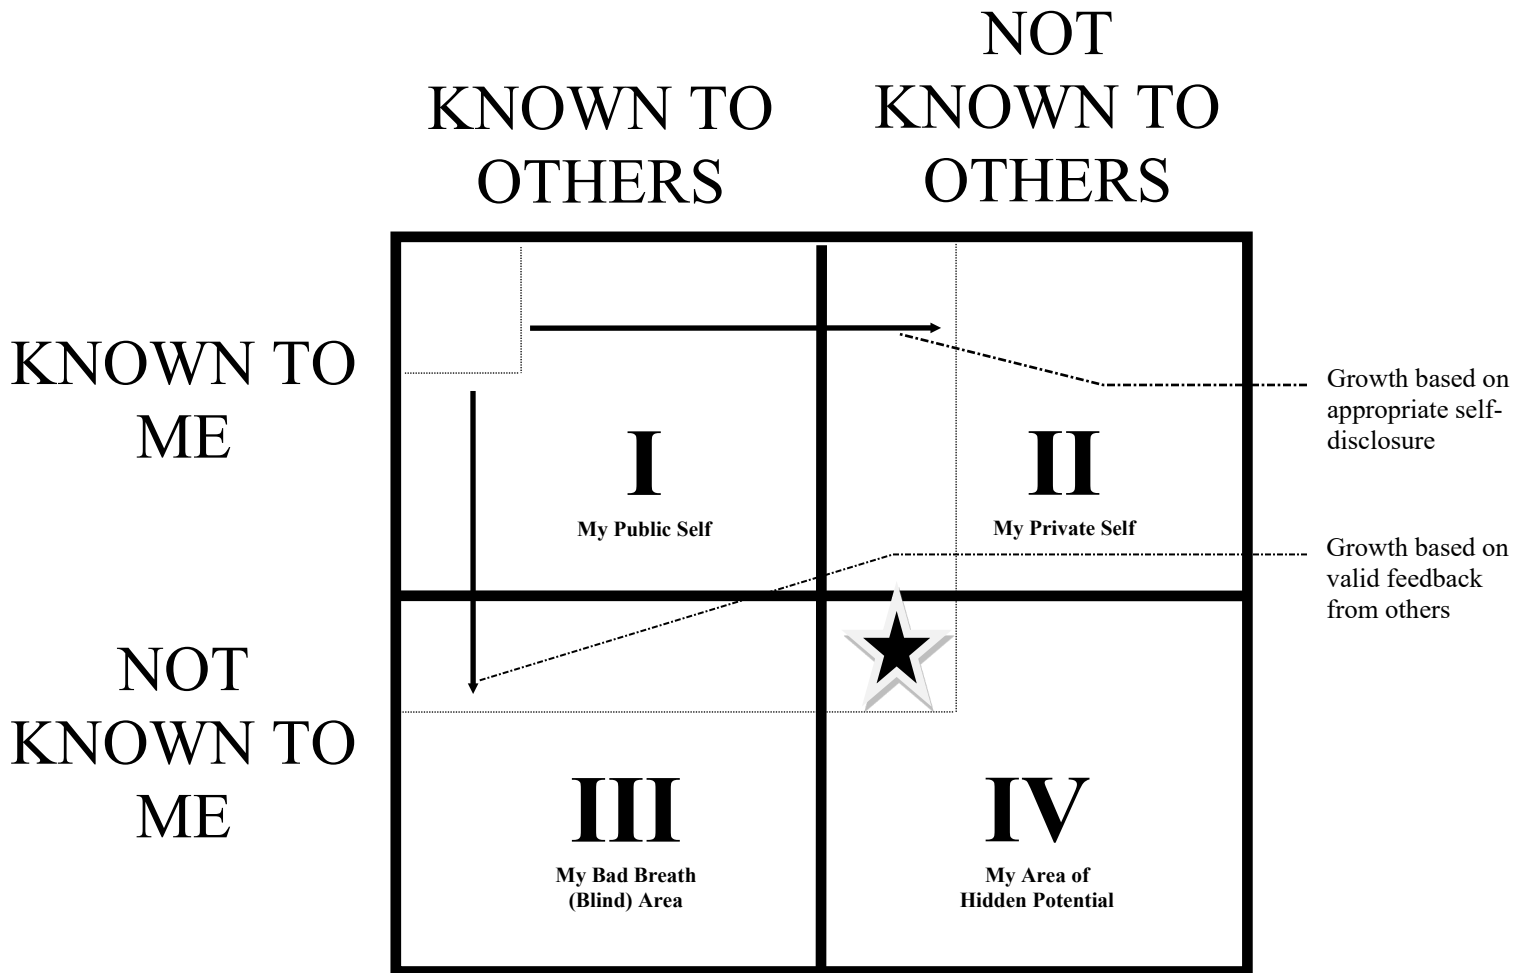 KNOWN TO
OTHERS
NOT
KNOWN TO
OTHERS
KNOWN TO
ME
I
My Public Self
II
My Private Self
Growth based on
appropriate self-
disclosure
Growth based on
valid feedback
from others
NOT
KNOWN TO
ME
III
My Bad Breath
(Blind) Area
IV
My Area of
Hidden Potential